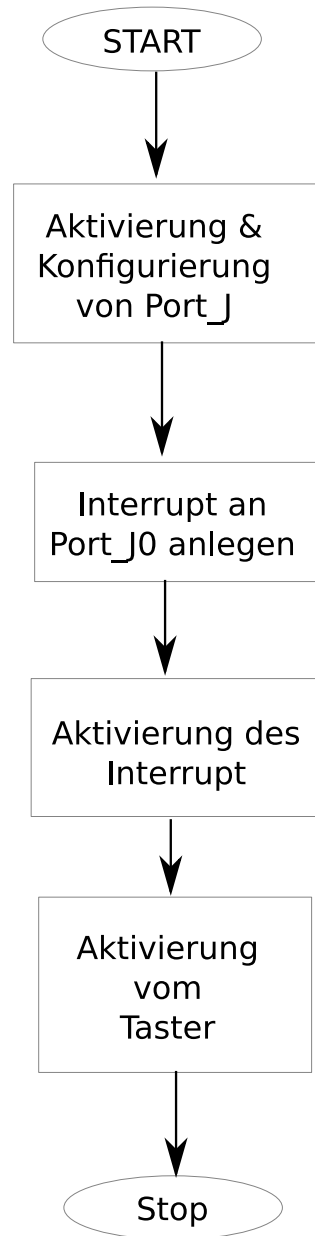 START
Aktivierung &
Konfigurierung
von Port_J
Interrupt an
Port_J0 anlegen
Aktivierung des
Interrupt
Aktivierung
vom
Taster
Stop